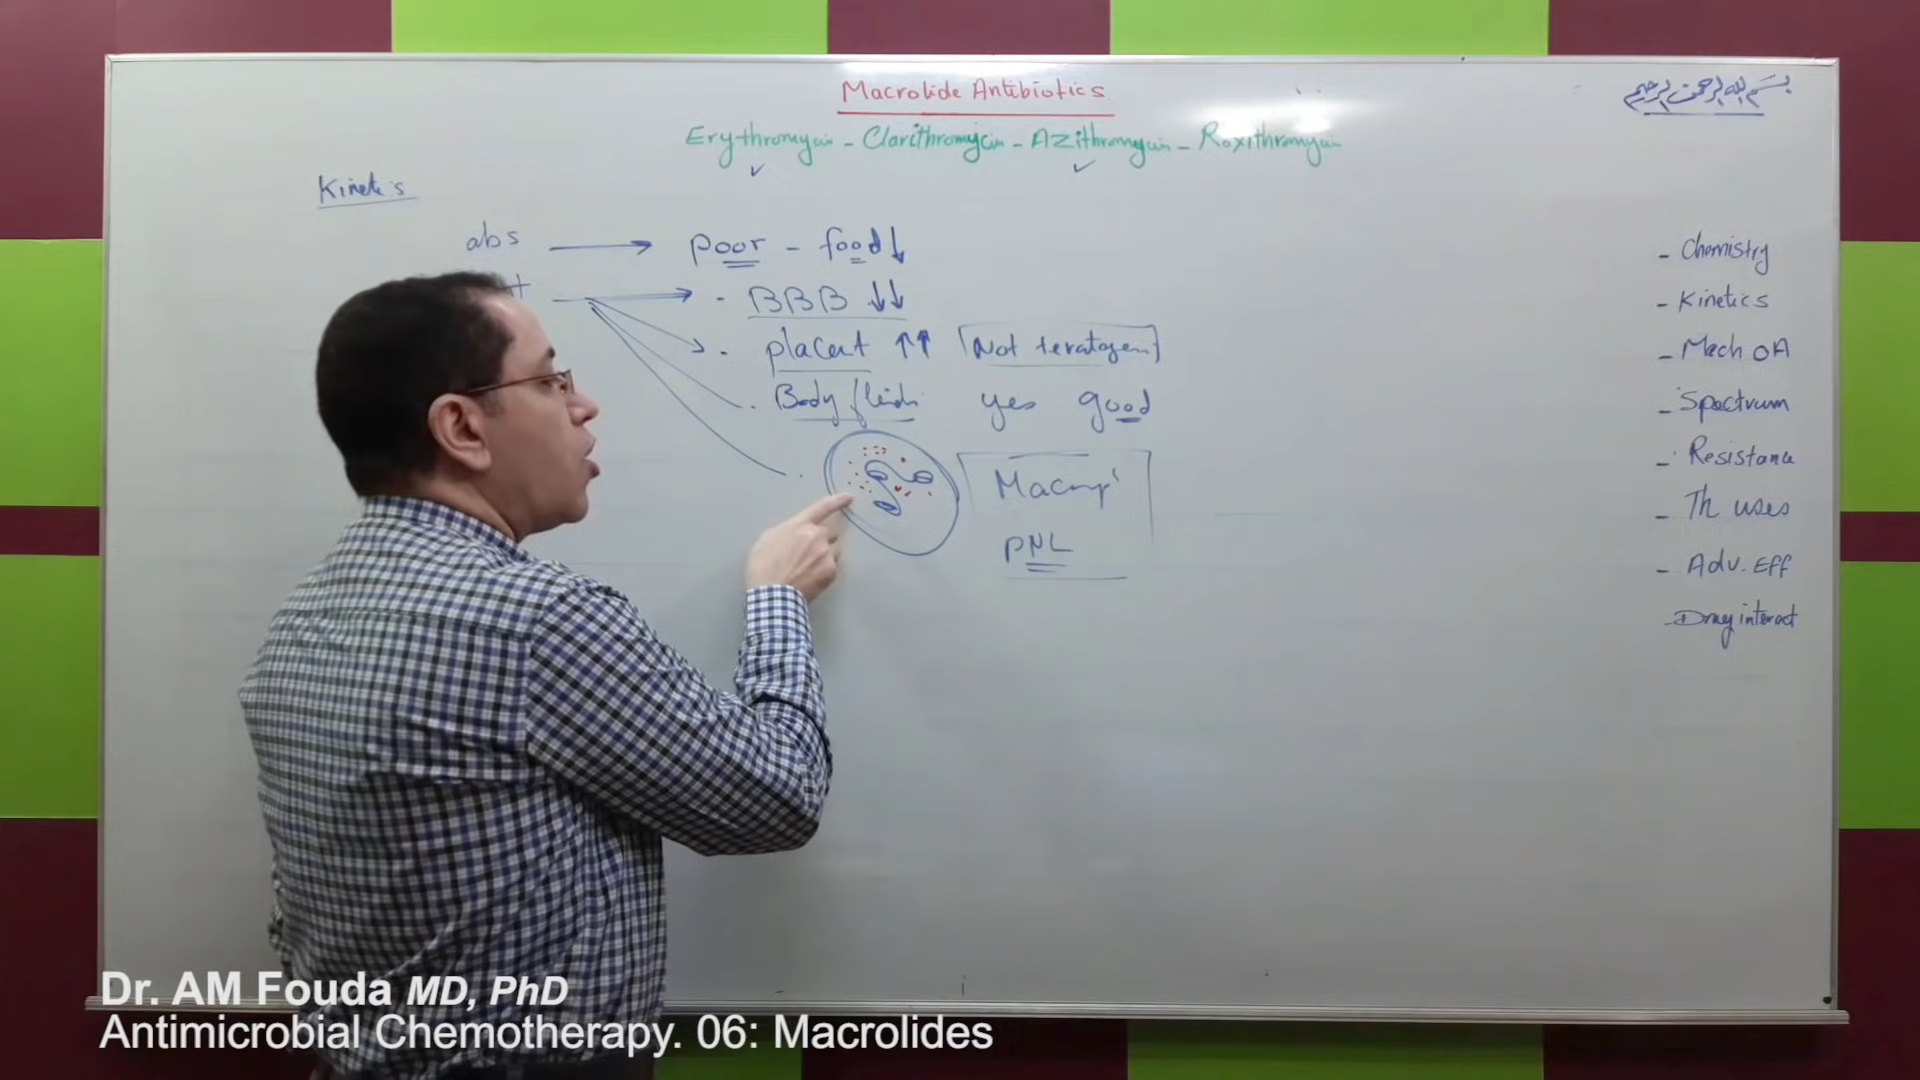 Macrolide Antibiotics
بسم الله الرحمن الرحيم
Erythromycin - Clarithromycin - Azithromycin - Roxithromycin
Kinetics
abs → poor - food ↓
- BBB ↓↓
- placent ↑↑ [Not teratogen]
Body fluids yes good
Macrop
PNL
- Chemistry
- Kinetics
- Mech OA
- Spectrum
- Resistance
- Th uses
- Adv. Eff
- Drug interact
Dr. AM Fouda MD, PhD
Antimicrobial Chemotherapy. 06: Macrolides